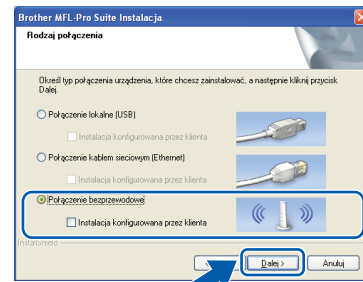 Brother MFL-Pro Suite Instalacja
Rodzaj połączenia
Określ typ połączenia urządzenia, które chcesz zainstalować, a następnie kliknij przycisk
Dalej.
Połączenie lokalne (USB)
Instalacja konfigurowana przez klienta
Połączenie kablem sieciowym (Ethernet)
Instalacja konfigurowana przez klienta
Połączenie bezprzewodowe
Instalacja konfigurowana przez klienta
InstallShield
Dalej >
Anuluj